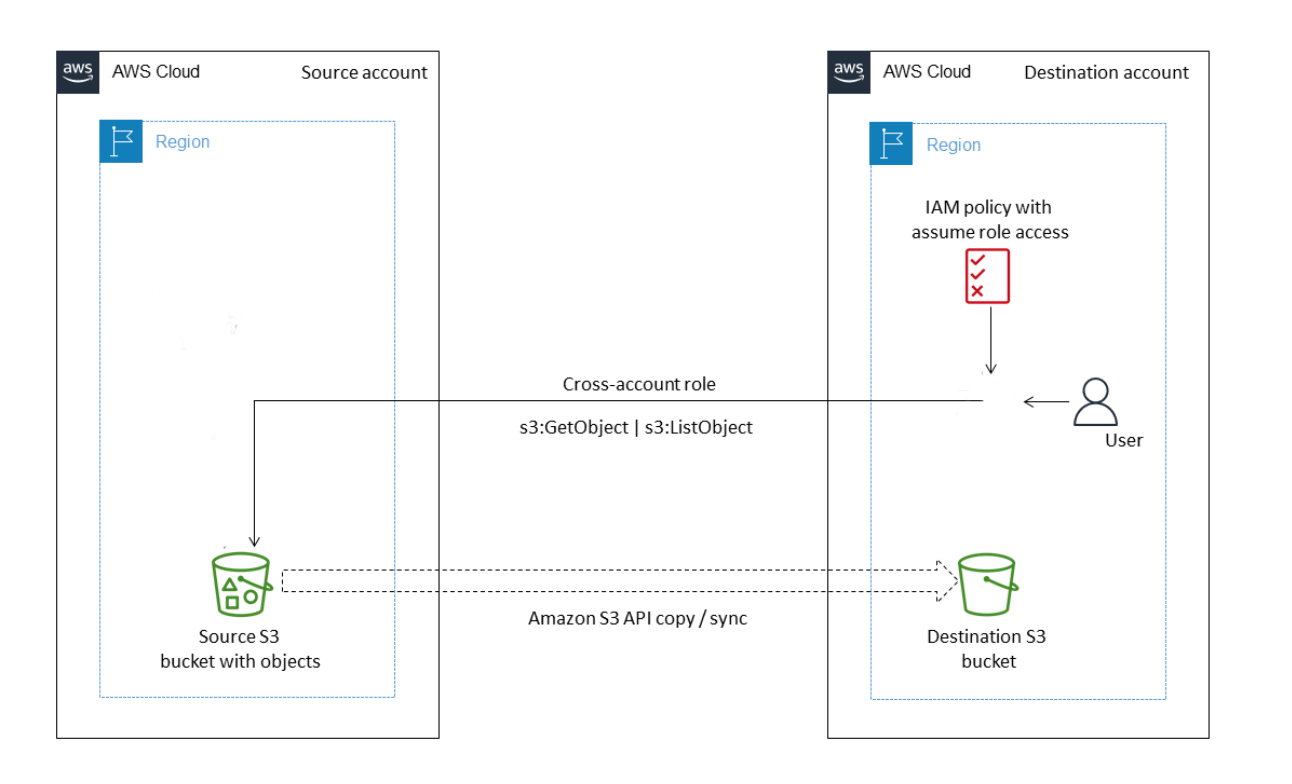 aws
AWS Cloud
Source account
Region
aws
AWS Cloud
Destination account
Region
IAM policy with
assume role access
Cross-account role
s3:GetObject | s3:ListObject
User
Source S3
bucket with objects
Amazon S3 API copy / sync
Destination S3
bucket